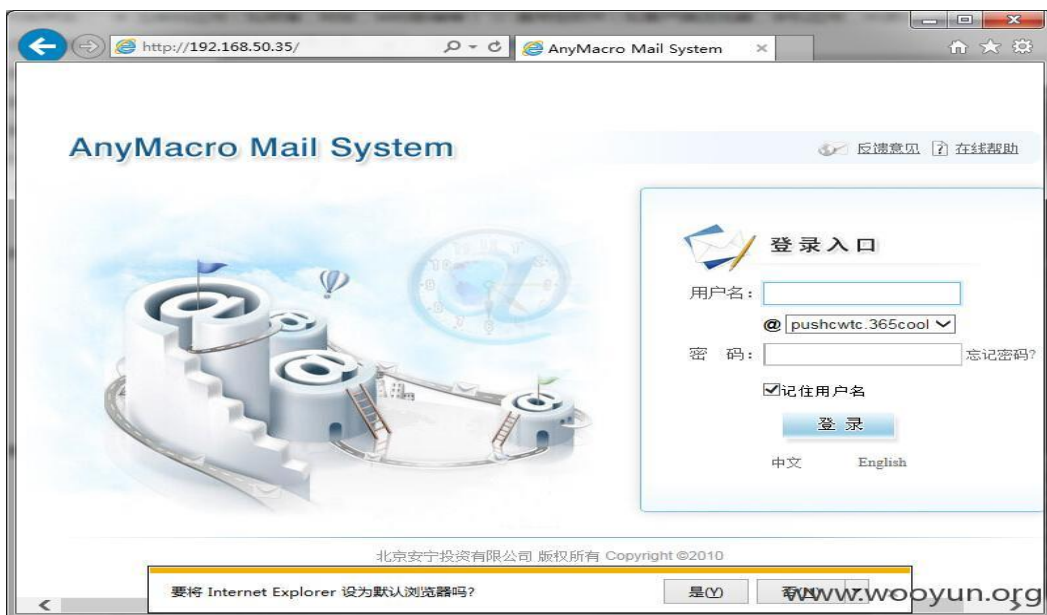 http://192.168.50.35/
AnyMacro Mail System
AnyMacro Mail System
反馈意见 在线帮助
登录入口
用户名：
@ pushcwtc.365cool
密 码： 忘记密码?
记住用户名
登 录
中文 English
北京安宁投资有限公司 版权所有 Copyright ©2010
要将 Internet Explorer 设为默认浏览器吗?
是(Y)
www.wooyun.org